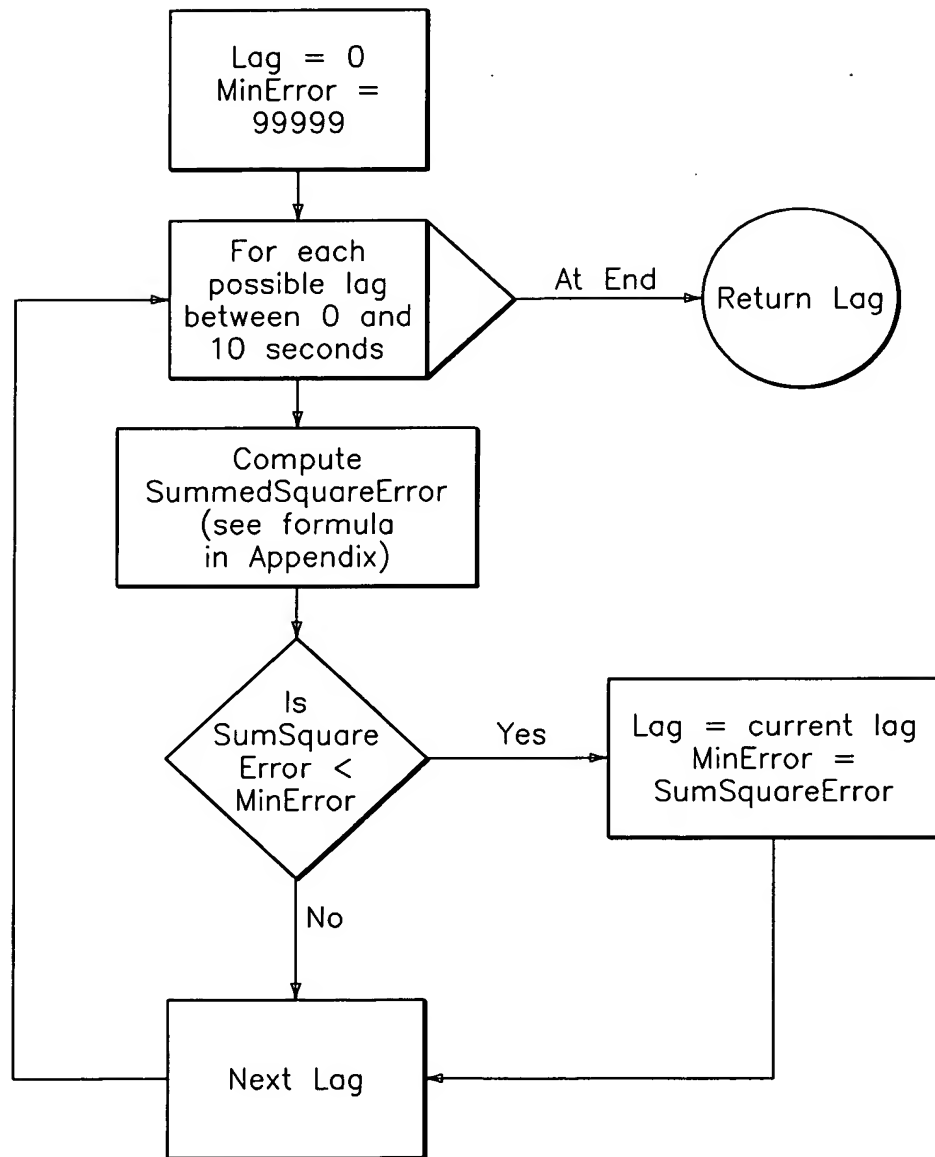 Lag = 0
MinError =
99999
For each
possible lag
between 0 and
10 seconds
At End
Return Lag
Compute
SummedSquareError
(see formula
in Appendix)
Is
SumSquare
Error <
MinError
Yes
Lag = current lag
MinError =
SumSquareError
No
Next Lag